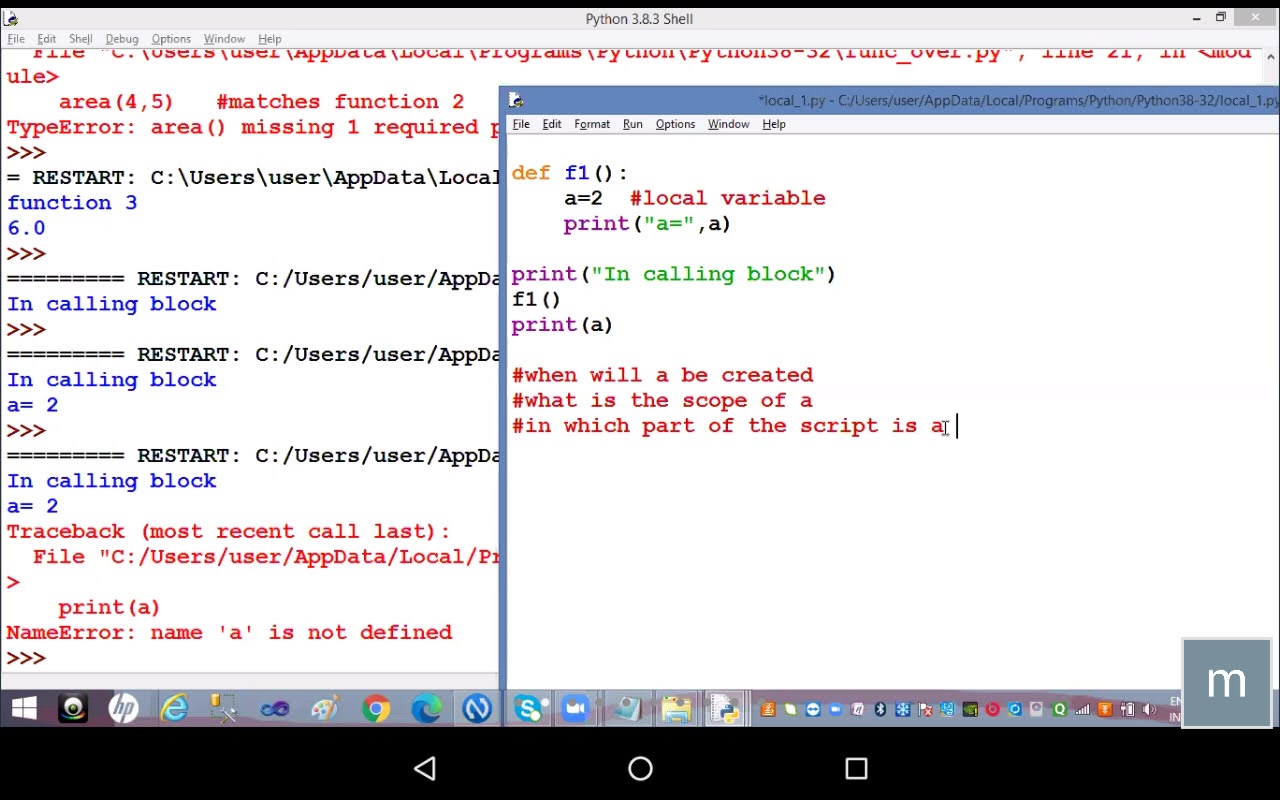 Python 3.8.3 Shell
File Edit Shell Debug Options Window Help
File "C:\Users\user\AppData\Local\Programs\Python\Python38-32\func_over.py", line 21, in <mod
ule>
area(4,5) #matches function 2
TypeError: area() missing 1 required p
>>>
= RESTART: C:\Users\user\AppData\Local
function 3
6.0
>>>
========= RESTART: C:/Users/user/AppDa
In calling block
>>>
========= RESTART: C:/Users/user/AppDa
In calling block
a= 2
>>>
========= RESTART: C:/Users/user/AppDa
In calling block
a= 2
Traceback (most recent call last):
File "C:/Users/user/AppData/Local/Pr
>
print(a)
NameError: name 'a' is not defined
>>>
*local_1.py - C:/Users/user/AppData/Local/Programs/Python/Python38-32/local_1.py
File Edit Format Run Options Window Help
def f1():
a=2 #local variable
print("a=",a)
print("In calling block")
f1()
print(a)
#when will a be created
#what is the scope of a
#in which part of the script is a
m
hp
EN
IN